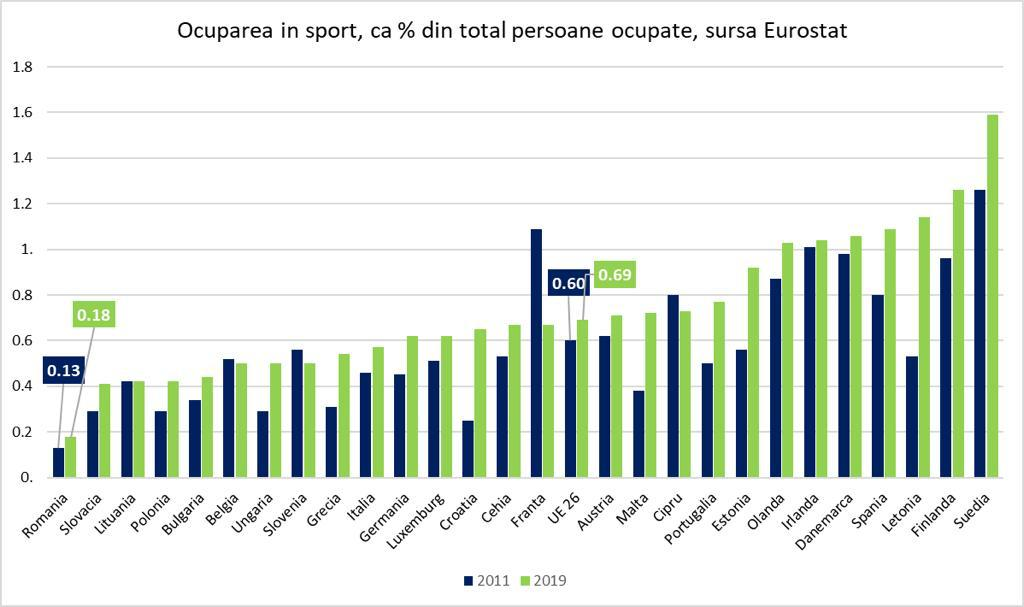 Ocuparea in sport, ca % din total persoane ocupate, sursa Eurostat
1.8
1.6
1.4
1.2
1.
0.8
0.6
0.4
0.2
0.
0.13
0.18
0.60
0.69
Romania
Slovacia
Lituania
Polonia
Bulgaria
Belgia
Ungaria
Slovenia
Grecia
Italia
Germania
Luxemburg
Croatia
Cehia
Franta
UE 26
Austria
Malta
Cipru
Portugalia
Estonia
Olanda
Irlanda
Danemarca
Spania
Letonia
Finlanda
Suedia
2011 2019